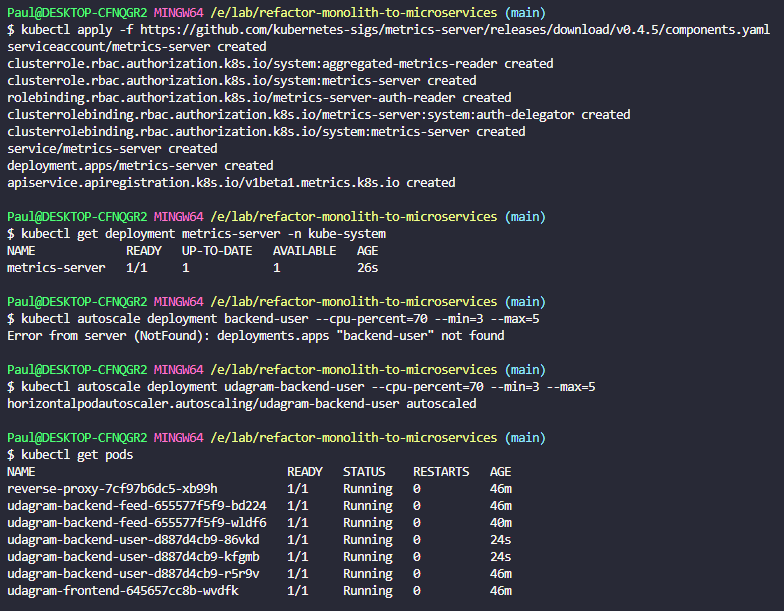 Paul@DESKTOP-CFNQGR2 MINGW64 /e/lab/refactor-monolith-to-microservices (main)
$ kubectl apply -f https://github.com/kubernetes-sigs/metrics-server/releases/download/v0.4.5/components.yaml
serviceaccount/metrics-server created
clusterrole.rbac.authorization.k8s.io/system:aggregated-metrics-reader created
clusterrole.rbac.authorization.k8s.io/system:metrics-server created
rolebinding.rbac.authorization.k8s.io/metrics-server-auth-reader created
clusterrolebinding.rbac.authorization.k8s.io/metrics-server:system:auth-delegator created
clusterrolebinding.rbac.authorization.k8s.io/system:metrics-server created
service/metrics-server created
deployment.apps/metrics-server created
apiservice.apiregistration.k8s.io/v1beta1.metrics.k8s.io created
Paul@DESKTOP-CFNQGR2 MINGW64 /e/lab/refactor-monolith-to-microservices (main)
$ kubectl get deployment metrics-server -n kube-system
NAME             READY   UP-TO-DATE   AVAILABLE   AGE
metrics-server   1/1     1            1           26s
Paul@DESKTOP-CFNQGR2 MINGW64 /e/lab/refactor-monolith-to-microservices (main)
$ kubectl autoscale deployment backend-user --cpu-percent=70 --min=3 --max=5
Error from server (NotFound): deployments.apps "backend-user" not found
Paul@DESKTOP-CFNQGR2 MINGW64 /e/lab/refactor-monolith-to-microservices (main)
$ kubectl autoscale deployment udagram-backend-user --cpu-percent=70 --min=3 --max=5
horizontalpodautoscaler.autoscaling/udagram-backend-user autoscaled
Paul@DESKTOP-CFNQGR2 MINGW64 /e/lab/refactor-monolith-to-microservices (main)
$ kubectl get pods
NAME                                    READY   STATUS    RESTARTS   AGE
reverse-proxy-7cf97b6dc5-xb99h          1/1     Running   0          46m
udagram-backend-feed-655577f5f9-bd224   1/1     Running   0          46m
udagram-backend-feed-655577f5f9-wldf6   1/1     Running   0          40m
udagram-backend-user-d887d4cb9-86vkd    1/1     Running   0          24s
udagram-backend-user-d887d4cb9-kfgmb    1/1     Running   0          24s
udagram-backend-user-d887d4cb9-r5r9v    1/1     Running   0          46m
udagram-frontend-645657cc8b-wvdfk       1/1     Running   0          46m